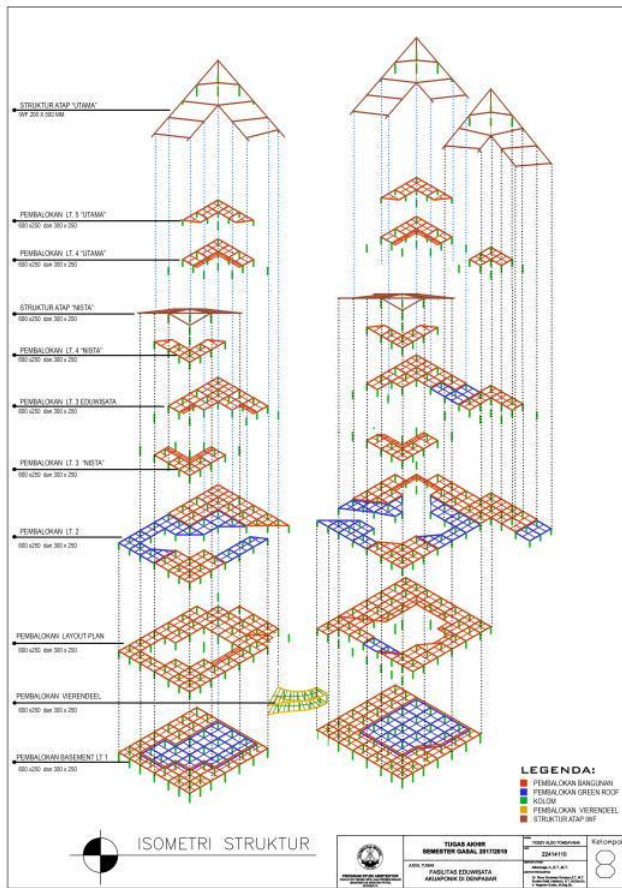 STRUKTUR ATAP "UTAMA"
IWF 200 X 500 MM
PEMBALOKAN LT. 5 "UTAMA"
600 x250 dan 300 x 250
PEMBALOKAN LT. 4 "UTAMA"
600 x250 dan 300 x 250
STRUKTUR ATAP "NISTA"
600 x250 dan 300 x 250
PEMBALOKAN LT. 4 "NISTA"
600 x250 dan 300 x 250
PEMBALOKAN LT. 3 EDUWISATA
600 x250 dan 300 x 250
PEMBALOKAN LT. 3 "NISTA"
600 x250 dan 300 x 250
PEMBALOKAN LT. 2
600 x250 dan 300 x 250
PEMBALOKAN LAYOUT PLAN
600 x250 dan 300 x 250
PEMBALOKAN VIERENDEEL
600 x250 dan 300 x 250
PEMBALOKAN BASEMENT LT 1
600 x250 dan 300 x 250
LEGENDA:
PEMBALOKAN BANGUNAN
PEMBALOKAN GREEN ROOF
KOLOM
PEMBALOKAN VIERENDEEL
STRUKTUR ATAP IWF
ISOMETRI STRUKTUR
PROGRAM STUDI ARSITEKTUR
TUGAS AKHIR
SEMESTER GASAL 2017/2018
JUDUL TUGAS
FASILITAS EDUWISATA
AKUAPONIK DI DENPASAR
22414110
Kelompok
8